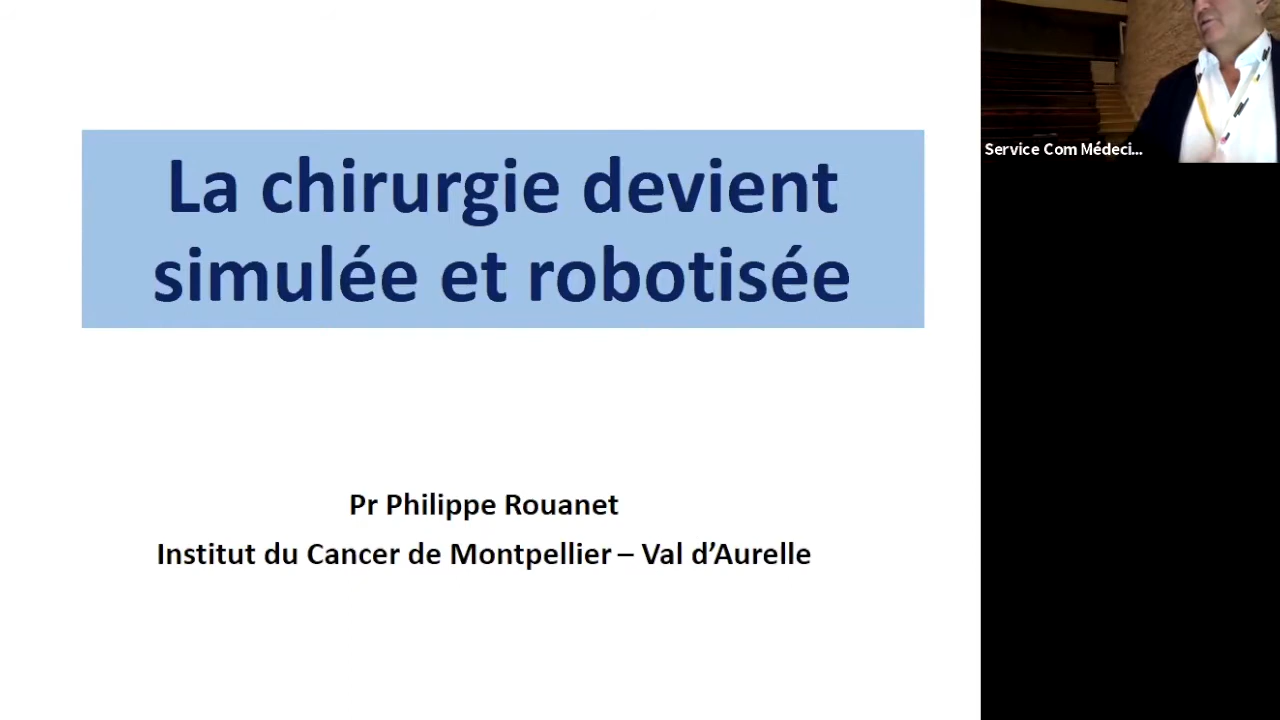 La chirurgie devient
simulée et robotisée
Pr Philippe Rouanet
Institut du Cancer de Montpellier – Val d’Aurelle
Service Com Médeci...